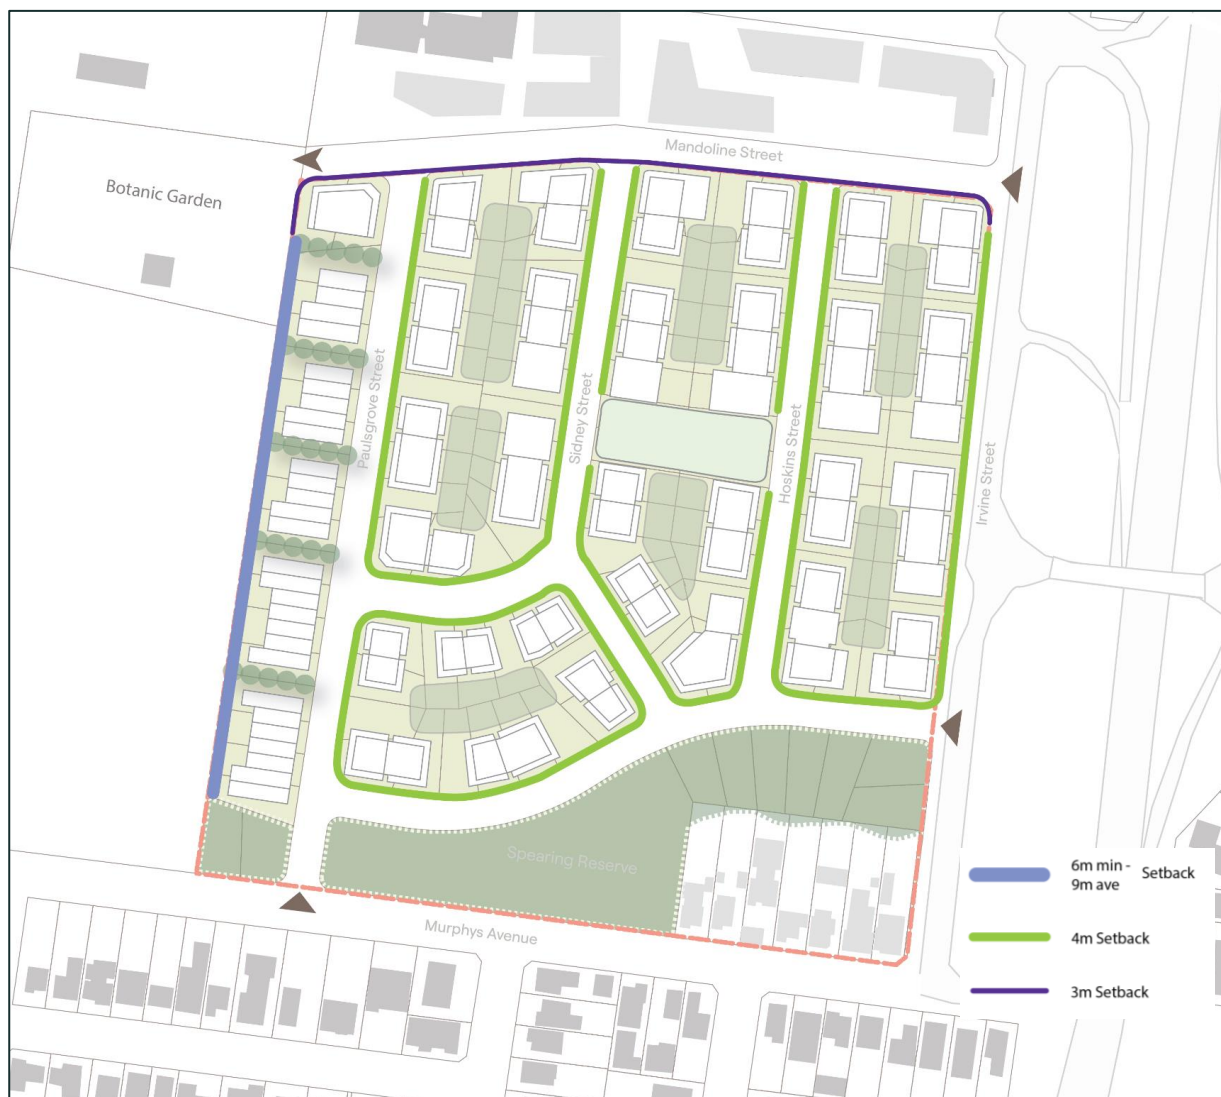 Mandoline Street
Botanic Garden
Paulsgrove Street
Sidney Street
Hoskins Street
Irvine Street
Spearing Reserve
Murphys Avenue
6m min - Setback
9m ave
4m Setback
3m Setback